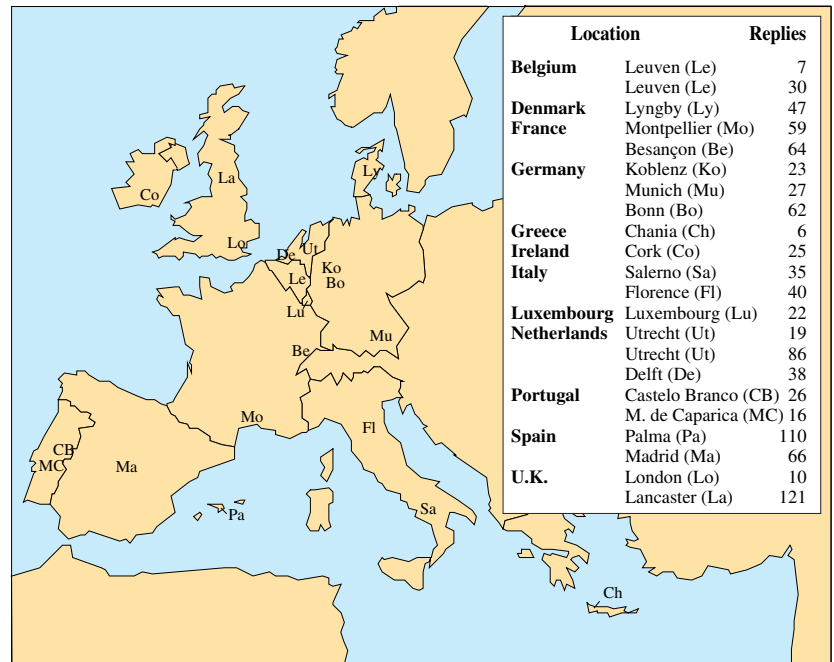 Location Replies
Belgium Leuven (Le) 7
Leuven (Le) 30
Denmark Lyngby (Ly) 47
France Montpellier (Mo) 59
Besançon (Be) 64
Germany Koblenz (Ko) 23
Munich (Mu) 27
Bonn (Bo) 62
Greece Chania (Ch) 6
Ireland Cork (Co) 25
Italy Salerno (Sa) 35
Florence (Fl) 40
Luxembourg Luxembourg (Lu) 22
Netherlands Utrecht (Ut) 19
Utrecht (Ut) 86
Delft (De) 38
Portugal Castelo Branco (CB) 26
M. de Caparica (MC) 16
Spain Palma (Pa) 110
Madrid (Ma) 66
U.K. London (Lo) 10
Lancaster (La) 121
Ly
La
Co
Lo
Ut
De
Ko
Le
Bo
Lu
Mu
Be
Mo
Fl
CB
MC
Ma
Sa
Pa
Ch